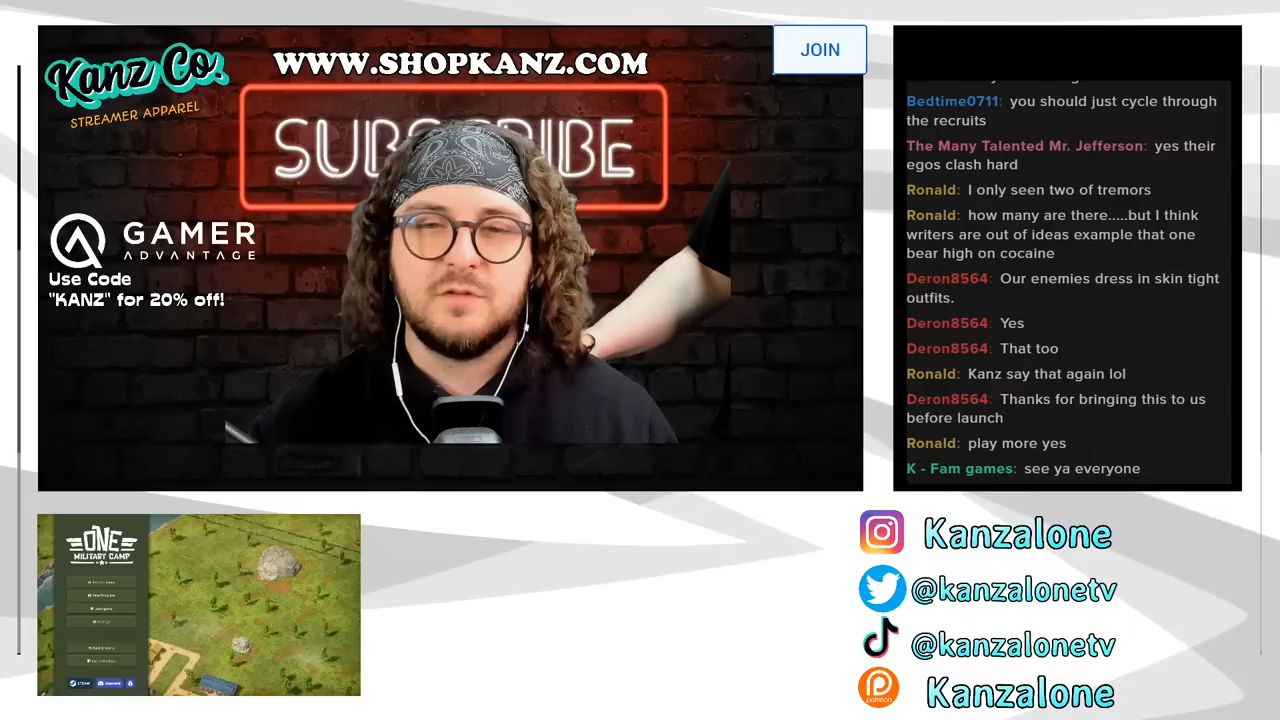 Kanz Co.
STREAMER APPAREL
WWW.SHOPKANZ.COM
JOIN
GAMER
ADVANTAGE
Use Code
"KANZ" for 20% off!
Bedtime0711: you should just cycle through
the recruits
The Many Talented Mr. Jefferson: yes their
egos clash hard
Ronald: I only seen two of tremors
Ronald: how many are there.....but I think
writers are out of ideas example that one
bear high on cocaine
Deron8564: Our enemies dress in skin tight
outfits.
Deron8564: Yes
Deron8564: That too
Ronald: Kanz say that again lol
Deron8564: Thanks for bringing this to us
before launch
Ronald: play more yes
K - Fam games: see ya everyone
ONE
MILITARY CAMP
STEAM
Discord
Kanzalone
@kanzalonetv
@kanzalonetv
patreon
Kanzalone